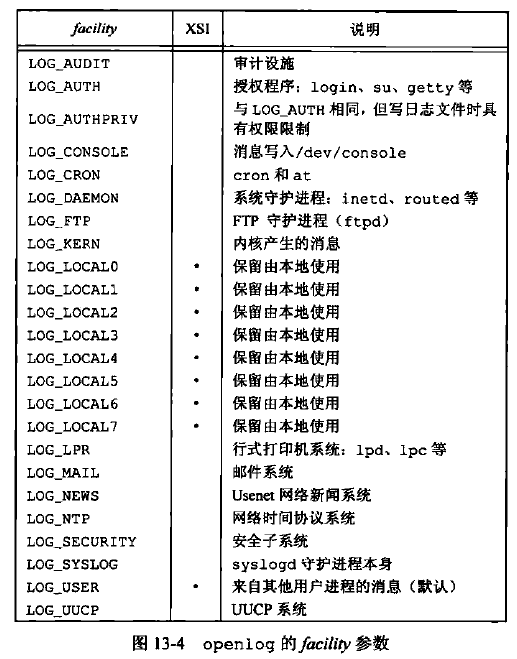 facility XSI 说明
LOG_AUDIT 审计设施
LOG_AUTH 授权程序：login、su、getty 等
LOG_AUTHPRIV 与 LOG_AUTH 相同，但写日志文件时具
有权限限制
LOG_CONSOLE 消息写入/dev/console
LOG_CRON cron 和 at
LOG_DAEMON 系统守护进程：inetd、routed 等
LOG_FTP FTP 守护进程（ftpd）
LOG_KERN 内核产生的消息
LOG_LOCAL0 • 保留由本地使用
LOG_LOCAL1 • 保留由本地使用
LOG_LOCAL2 • 保留由本地使用
LOG_LOCAL3 • 保留由本地使用
LOG_LOCAL4 • 保留由本地使用
LOG_LOCAL5 • 保留由本地使用
LOG_LOCAL6 • 保留由本地使用
LOG_LOCAL7 • 保留由本地使用
LOG_LPR 行式打印机系统：lpd、lpc 等
LOG_MAIL 邮件系统
LOG_NEWS Usenet 网络新闻系统
LOG_NTP 网络时间协议系统
LOG_SECURITY 安全子系统
LOG_SYSLOG syslogd 守护进程本身
LOG_USER • 来自其他用户进程的消息（默认）
LOG_UUCP UUCP 系统
图 13-4 openlog 的 facility 参数